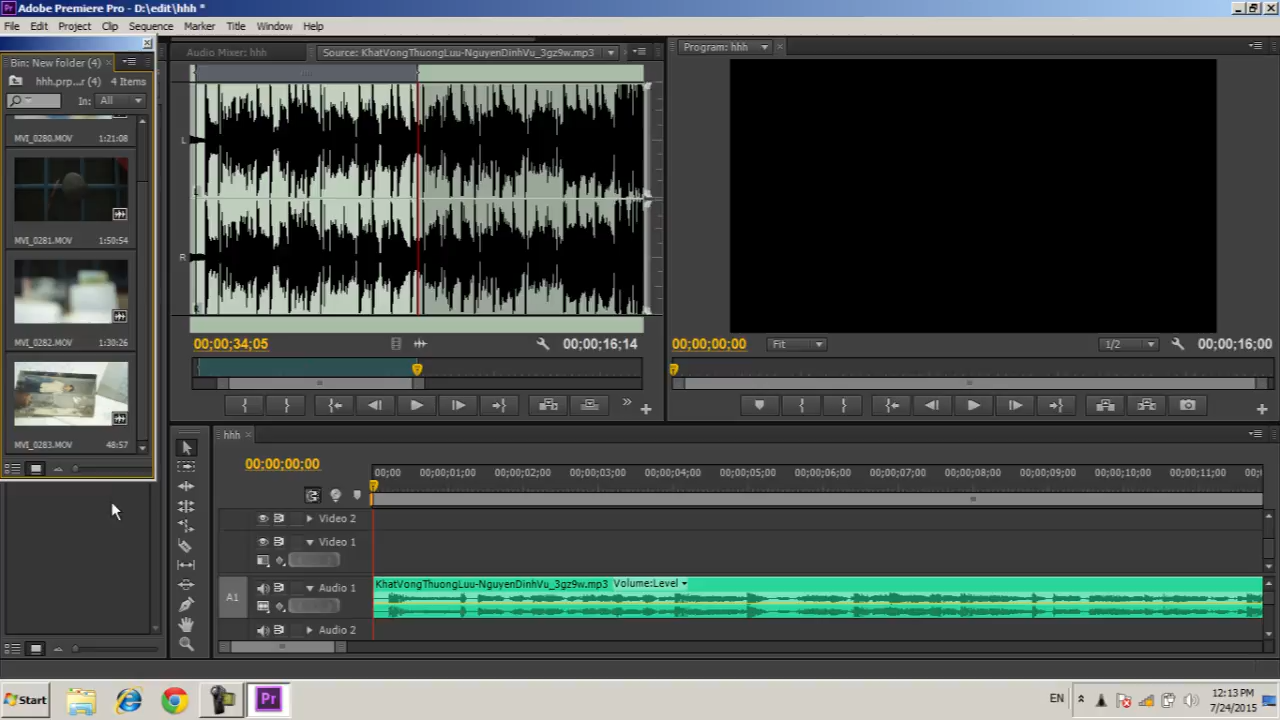 Adobe Premiere Pro - D:\edit\hhh *
File Edit Project Clip Sequence Marker Title Window Help
Bin: New folder (4)
hhh.prp...r (4) 4 Items
In: All
MVI_0280.MOV 1:21:08
MVI_0281.MOV 1:50:54
MVI_0282.MOV 1:30:26
MVI_0283.MOV 48:57
Audio Mixer: hhh
Source: KhatVongThuongLuu-NguyenDinhVu_3gz9w.mp3
L
R
00;00;34;05
00;00;16;14
Program: hhh
00;00;00;00
Fit
1/2
00;00;16;00
hhh
00;00;00;00
00;00 00;00;01;00 00;00;02;00 00;00;03;00 00;00;04;00 00;00;05;00 00;00;06;00 00;00;07;00 00;00;08;00 00;00;09;00 00;00;10;00 00;00;11;00
Video 2
Video 1
A1
Audio 1
KhatVongThuongLuu-NguyenDinhVu_3gz9w.mp3 Volume:Level
Audio 2
Start
Pr
EN
12:13 PM
7/24/2015